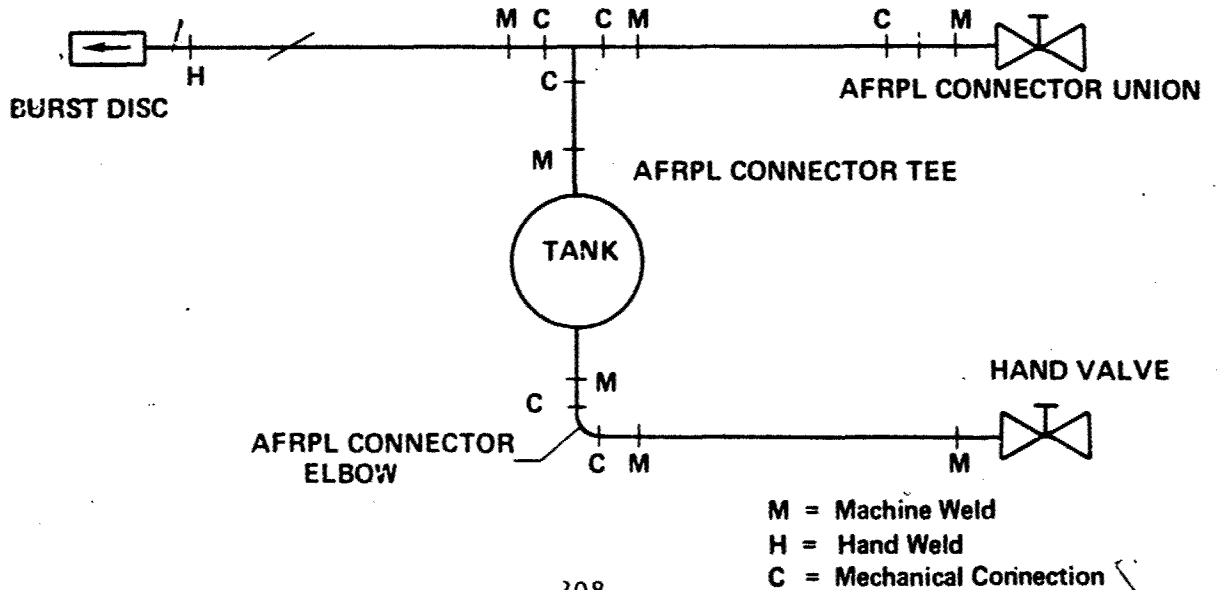 M C C M C M
H
BURST DISC
C
AFRPL CONNECTOR UNION
M
AFRPL CONNECTOR TEE
TANK
M
C
HAND VALVE
AFRPL CONNECTOR
ELBOW
C M M
M = Machine Weld
H = Hand Weld
C = Mechanical Connection